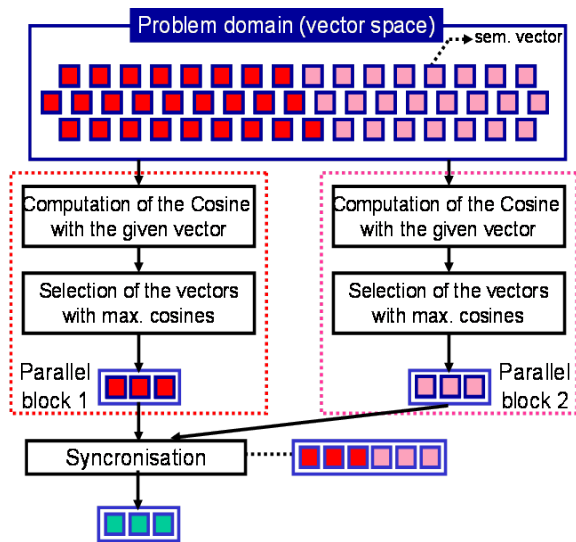 Problem domain (vector space)
sem. vector
Computation of the Cosine
with the given vector
Computation of the Cosine
with the given vector
Selection of the vectors
with max. cosines
Selection of the vectors
with max. cosines
Parallel
block 1
Parallel
block 2
Syncronisation